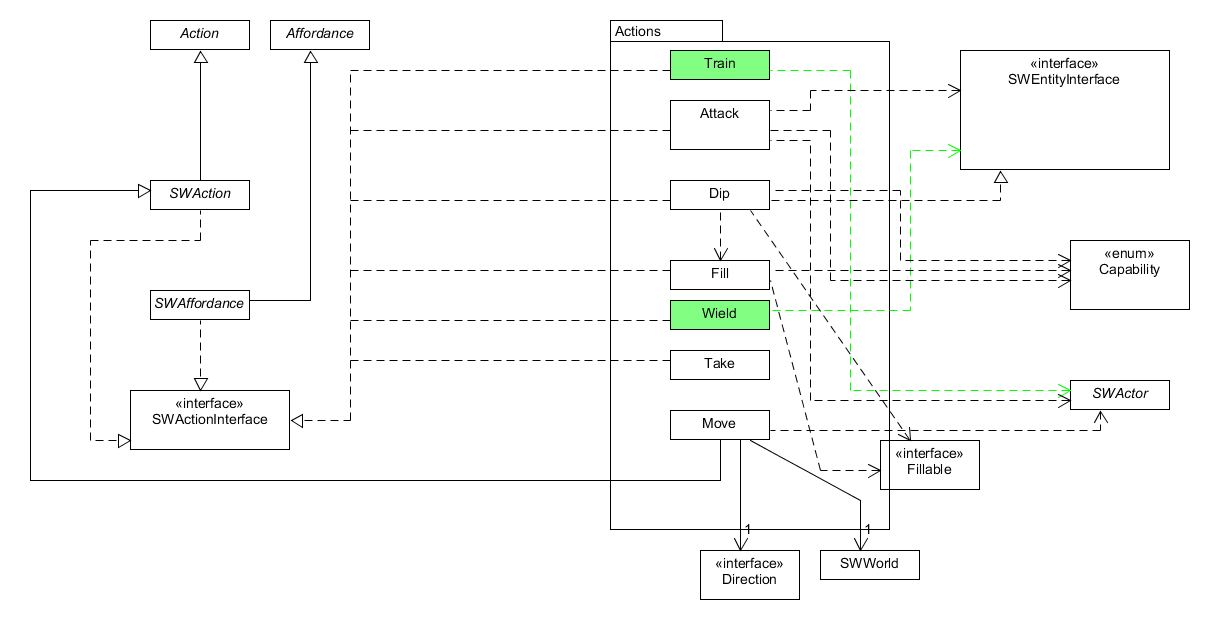 Action
Affordance
Actions
Train
«interface»
SWEntityInterface
Attack
SWAction
Dip
«enum»
Capability
Fill
SWAffordance
Wield
Take
«interface»
SWActionInterface
SWActor
Move
«interface»
Fillable
1
1
«interface»
Direction
SWWorld